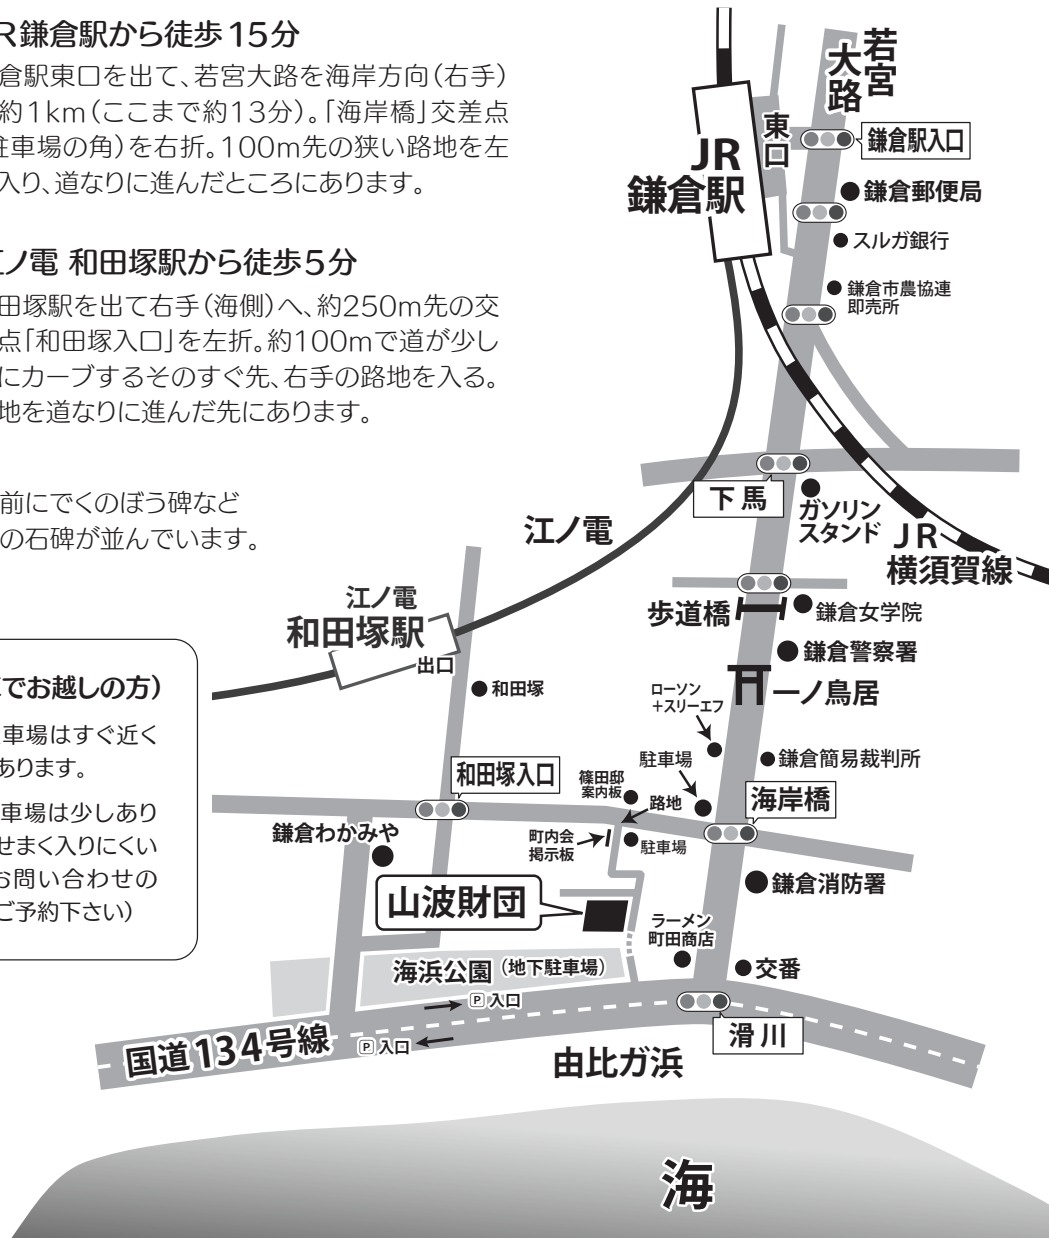 R鎌倉駅から徒歩15分
倉駅東口を出て、若宮大路を海岸方向(右手)
約1km(ここまで約13分)。「海岸橋」交差点
駐車場の角)を右折。100m先の狭い路地を左
入り、道なりに進んだところにあります。
江ノ電 和田塚駅から徒歩5分
田塚駅を出て右手(海側)へ、約250m先の交
点「和田塚入口」を左折。約100mで道が少し
にカーブするそのすぐ先、右手の路地を入る。
地を道なりに進んだ先にあります。
前にでくのぼう碑など
の石碑が並んでいます。
でお越しの方)
車場はすぐ近く
あります。
車場は少しあり
せまく入りにくい
お問い合わせの
ご予約下さい)
若宮
大路
東口
鎌倉駅入口
JR
鎌倉駅
鎌倉郵便局
スルガ銀行
鎌倉市農協連
即売所
下馬
ガソリン
スタンド
JR
横須賀線
江ノ電
江ノ電
和田塚駅
出口
歩道橋
鎌倉女学院
鎌倉警察署
和田塚
一ノ鳥居
ローソン
+スリーエフ
駐車場
鎌倉簡易裁判所
和田塚入口
篠田邸
案内板
路地
海岸橋
鎌倉わかみや
町内会
掲示板
駐車場
鎌倉消防署
山波財団
ラーメン
町田商店
海浜公園(地下駐車場)
交番
P 入口
P 入口
国道134号線
滑川
由比ガ浜
海